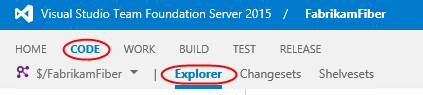 Visual Studio Team Foundation Server 2015 / FabrikamFiber
HOME CODE WORK BUILD TEST RELEASE
$/FabrikamFiber | Explorer Changesets Shelvesets